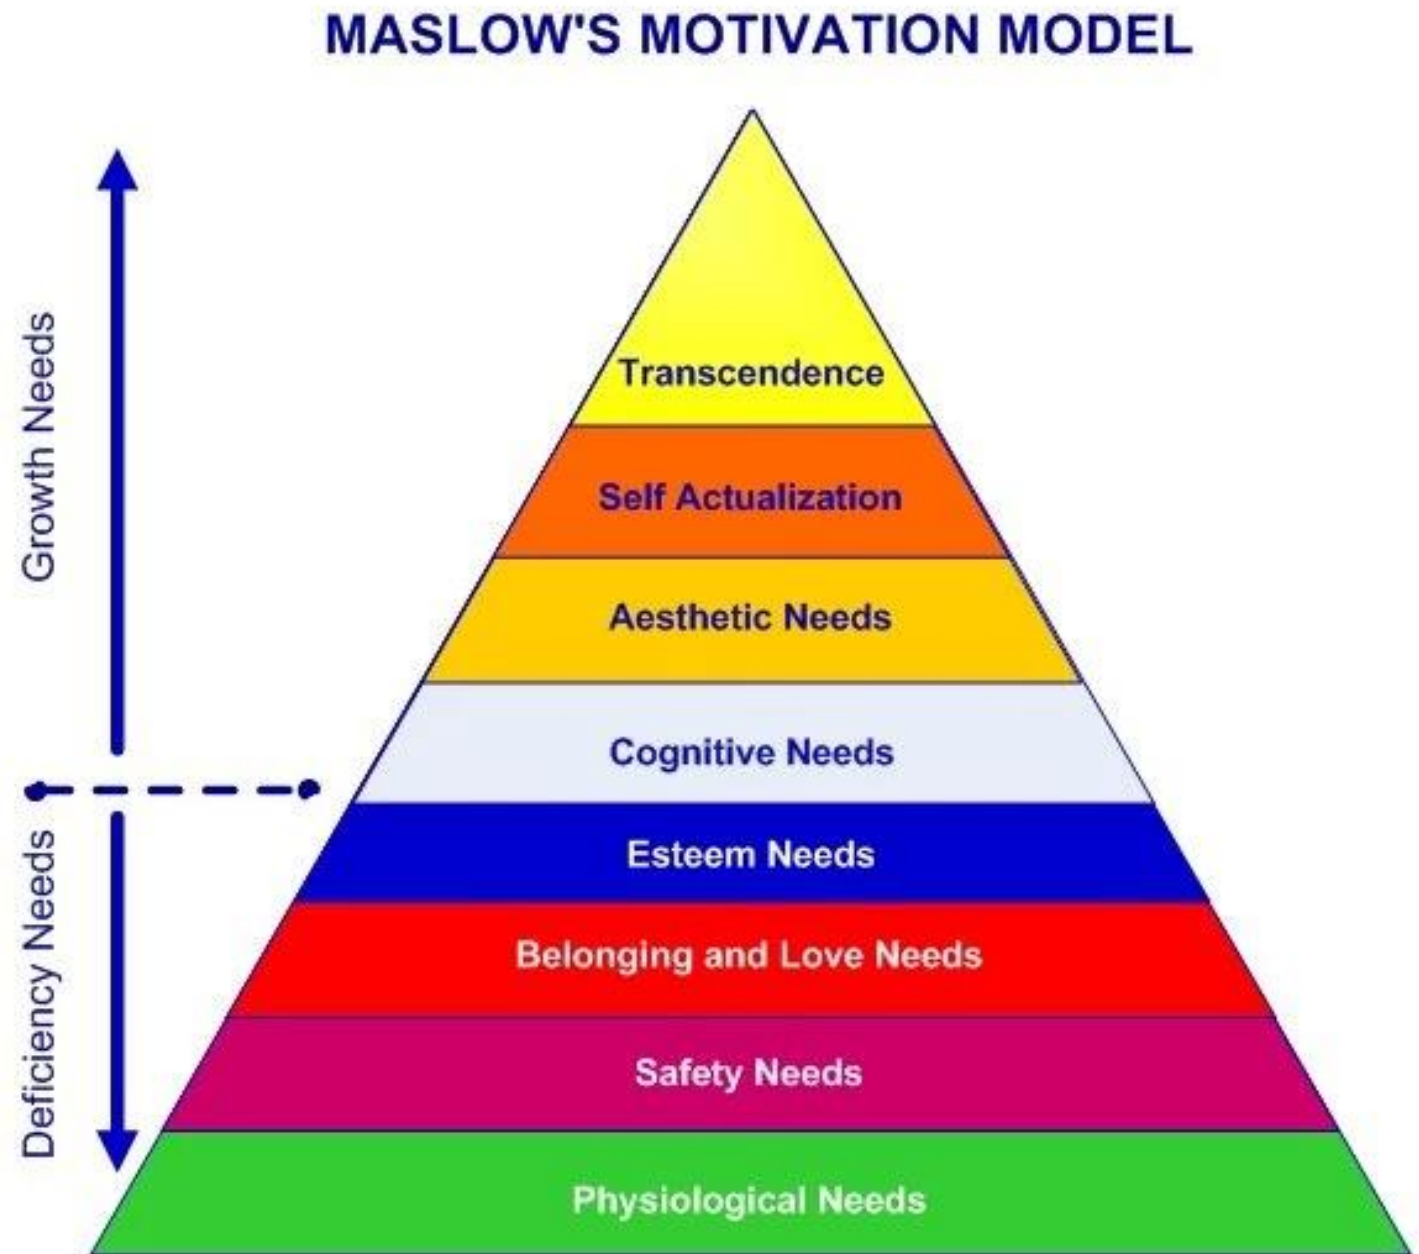 MASLOW'S MOTIVATION MODEL
Growth Needs
Deficiency Needs
Transcendence
Self Actualization
Aesthetic Needs
Cognitive Needs
Esteem Needs
Belonging and Love Needs
Safety Needs
Physiological Needs